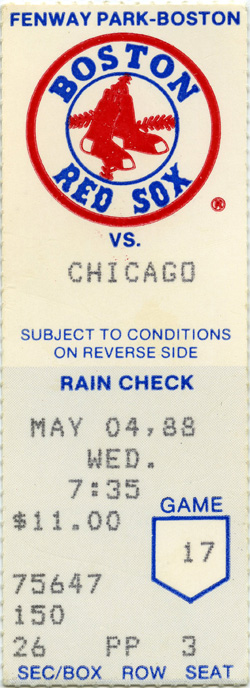 FENWAY PARK-BOSTON
BOSTON
RED SOX
®
VS.
CHICAGO
SUBJECT TO CONDITIONS
ON REVERSE SIDE
RAIN CHECK
MAY 04,88
WED.
7:35
$11.00
GAME
17
75647
150
26 PP 3
SEC/BOX ROW SEAT